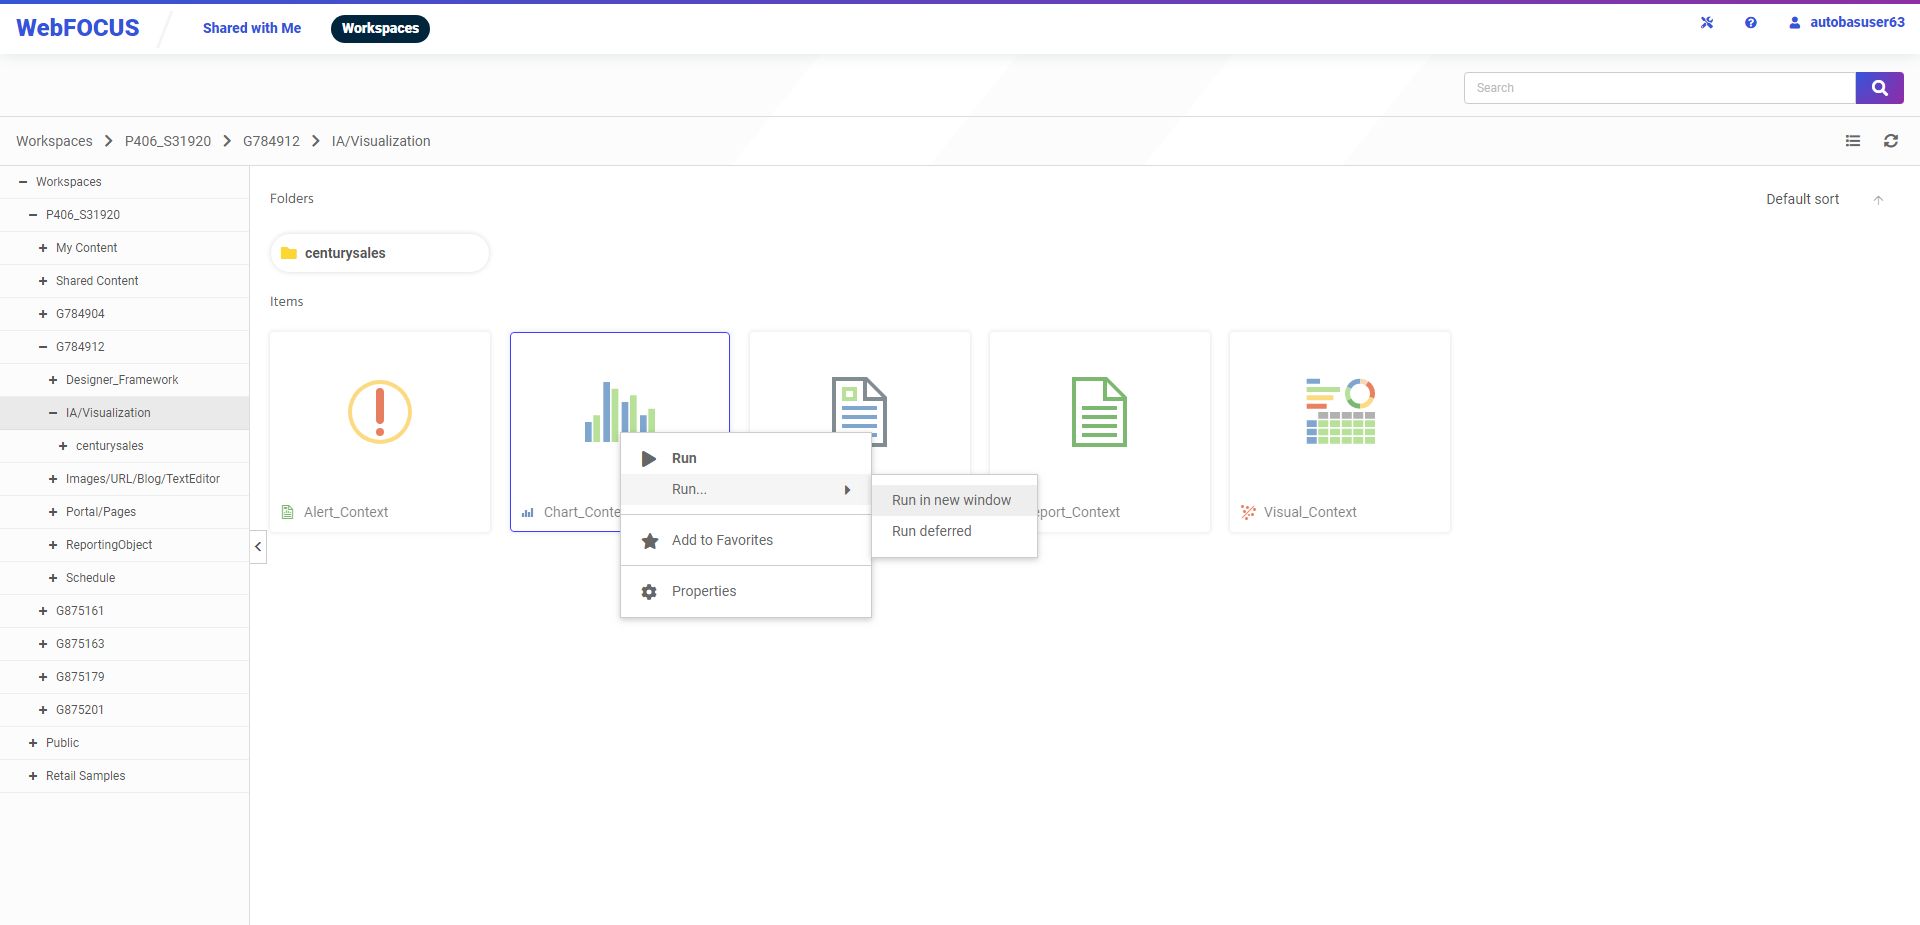 WebFOCUS
Shared with Me
Workspaces
autobasuser63
Search
Workspaces
P406_S31920
G784912
IA/Visualization
Workspaces
P406_S31920
My Content
Shared Content
G784904
G784912
Designer_Framework
IA/Visualization
centurysales
Images/URL/Blog/TextEditor
Portal/Pages
ReportingObject
Schedule
G875161
G875163
G875179
G875201
Public
Retail Samples
Folders
Default sort
centurysales
Items
Alert_Context
Chart_Conte
port_Context
Visual_Context
Run
Run...
Add to Favorites
Properties
Run in new window
Run deferred